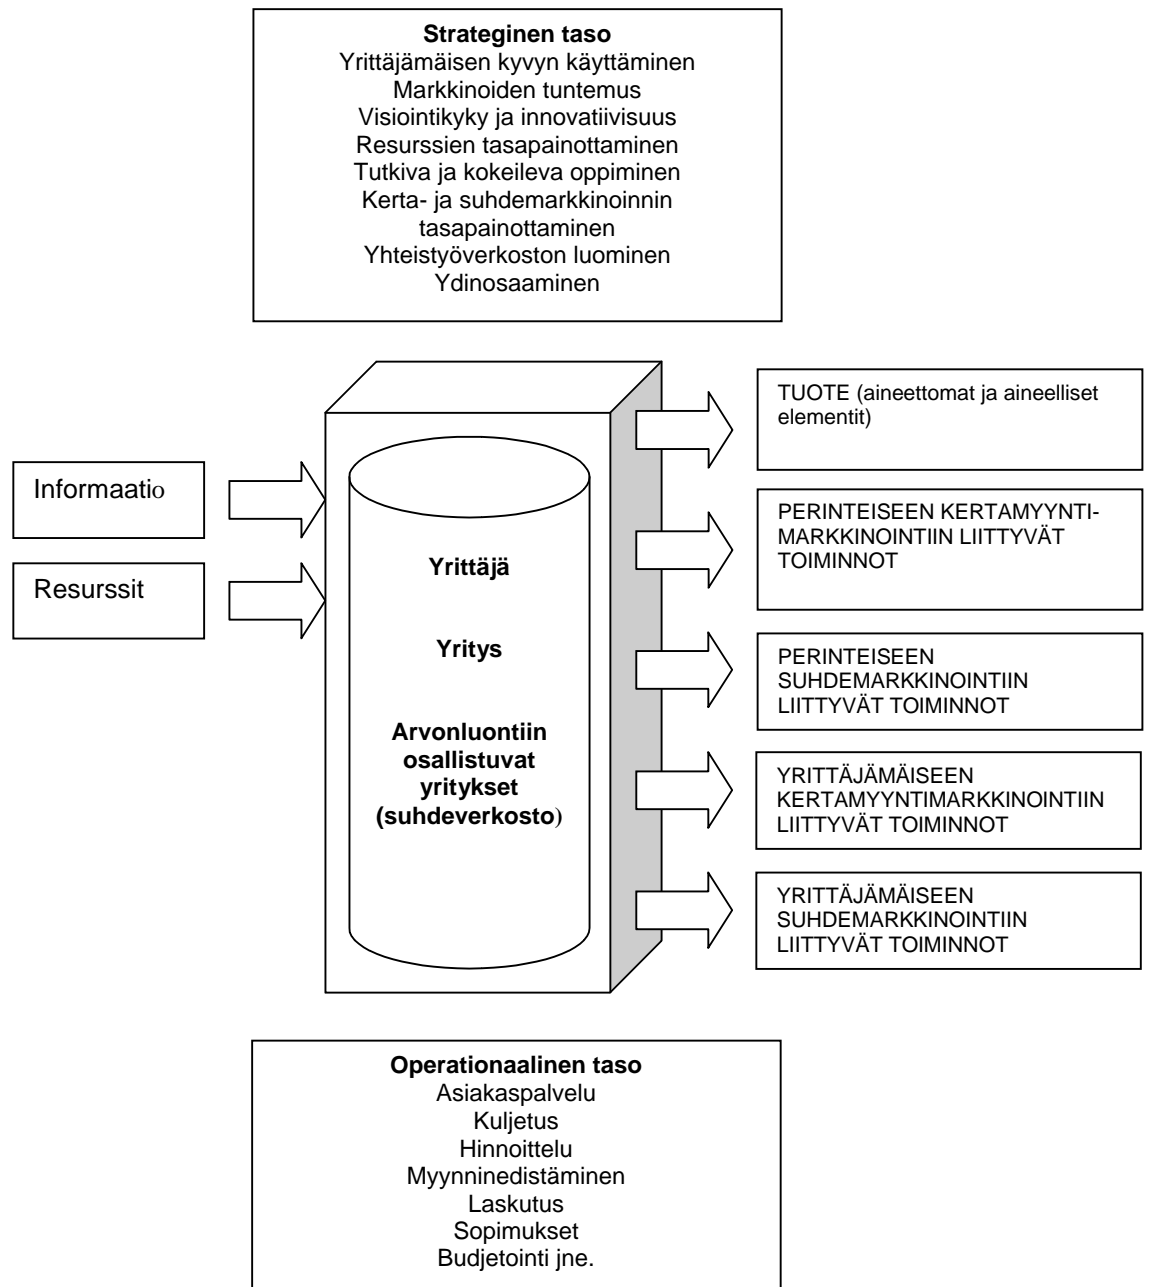 Strateginen taso
Yrittäjämäisen kyvyn käyttäminen
Markkinoiden tuntemus
Visiointikyky ja innovatiivisuus
Resurssien tasapainottaminen
Tutkiva ja kokeileva oppiminen
Kerta- ja suhdemarkkinoinnin
tasapainottaminen
Yhteistyöverkoston luominen
Ydinosaaminen
Informaatio
Resurssit
Yrittäjä
Yritys
Arvonluontiin
osallistuvat
yritykset
(suhdeverkosto)
TUOTE (aineettomat ja aineelliset
elementit)
PERINTEISEEN KERTAMYYNTI-
MARKKINOINTIIN LIITTYVÄT
TOIMINNOT
PERINTEISEEN
SUHDEMARKKINOINTIIN
LIITTYVÄT TOIMINNOT
YRITTÄJÄMÄISEEN
KERTAMYYNTIMARKKINOINTIIN
LIITTYVÄT TOIMINNOT
YRITTÄJÄMÄISEEN
SUHDEMARKKINOINTIIN
LIITTYVÄT TOIMINNOT
Operationaalinen taso
Asiakaspalvelu
Kuljetus
Hinnoittelu
Myynninedistäminen
Laskutus
Sopimukset
Budjetointi jne.